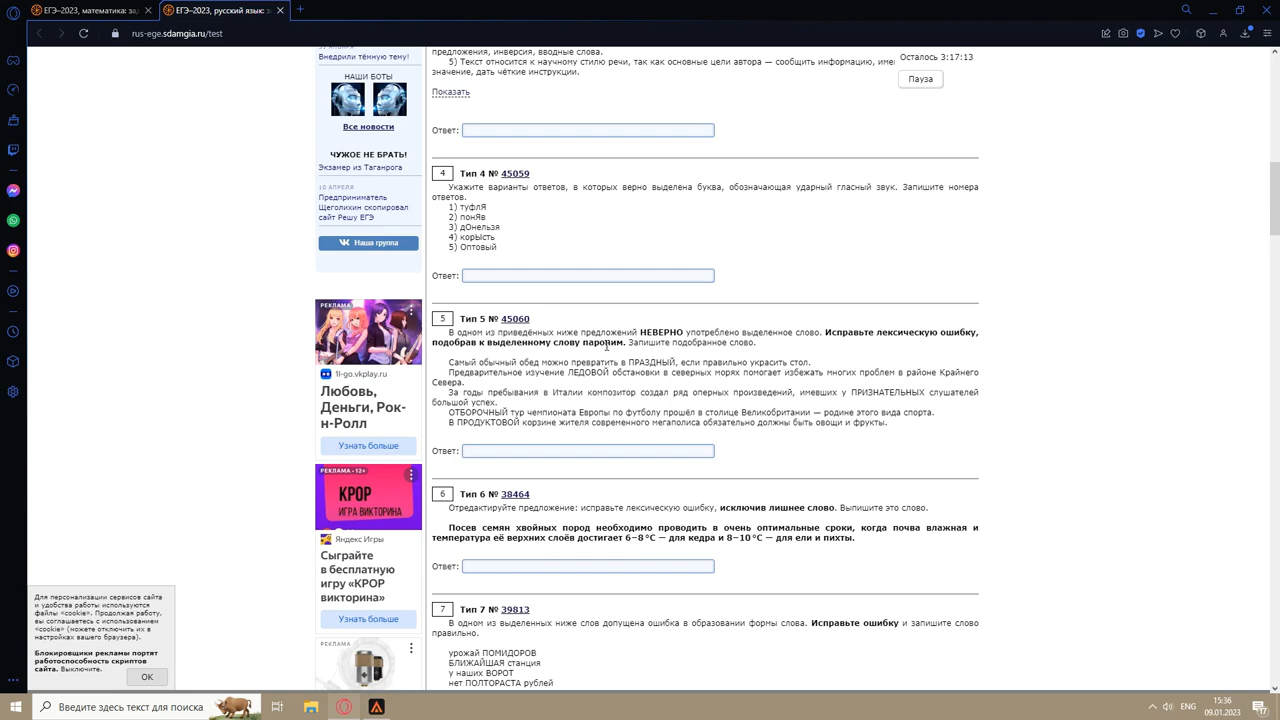 ЕГЭ–2023, математика: за
ЕГЭ–2023, русский язык: з
rus-ege.sdamgia.ru/test
Внедрили тёмную тему!
НАШИ БОТЫ
Все новости
ЧУЖОЕ НЕ БРАТЬ!
Экзамер из Таганрога
10 АПРЕЛЯ
Предприниматель
Щеголихин скопировал
сайт Решу ЕГЭ
Наша группа
РЕКЛАМА
1l-go.vkplay.ru
Любовь,
Деньги, Рок-
н-Ролл
Узнать больше
РЕКЛАМА • 12+
КРОР
ИГРА ВИКТОРИНА
Яндекс Игры
Сыграйте
в бесплатную
игру «КРОР
викторина»
Узнать больше
РЕКЛАМА
предложения, инверсия, вводные слова.
5) Текст относится к научному стилю речи, так как основные цели автора — сообщить информацию, име
значение, дать чёткие инструкции.
Показать
Ответ:
Осталось 3:17:13
Пауза
4 Тип 4 № 45059
Укажите варианты ответов, в которых верно выделена буква, обозначающая ударный гласный звук. Запишите номера
ответов.
1) туфлЯ
2) понЯв
3) дОнельзя
4) корЫсть
5) Оптовый
Ответ:
5 Тип 5 № 45060
В одном из приведённых ниже предложений НЕВЕРНО употреблено выделенное слово. Исправьте лексическую ошибку,
подобрав к выделенному слову пароним. Запишите подобранное слово.
Самый обычный обед можно превратить в ПРАЗДНЫЙ, если правильно украсить стол.
Предварительное изучение ЛЕДОВОЙ обстановки в северных морях помогает избежать многих проблем в районе Крайнего
Севера.
За годы пребывания в Италии композитор создал ряд оперных произведений, имевших у ПРИЗНАТЕЛЬНЫХ слушателей
большой успех.
ОТБОРОЧНЫЙ тур чемпионата Европы по футболу прошёл в столице Великобритании — родине этого вида спорта.
В ПРОДУКТОВОЙ корзине жителя современного мегаполиса обязательно должны быть овощи и фрукты.
Ответ:
6 Тип 6 № 38464
Отредактируйте предложение: исправьте лексическую ошибку, исключив лишнее слово. Выпишите это слово.
Посев семян хвойных пород необходимо проводить в очень оптимальные сроки, когда почва влажная и
температура её верхних слоёв достигает 6−8 °C — для кедра и 8−10 °C — для ели и пихты.
Ответ:
7 Тип 7 № 39813
В одном из выделенных ниже слов допущена ошибка в образовании формы слова. Исправьте ошибку и запишите слово
правильно.
урожай ПОМИДОРОВ
БЛИЖАЙШАЯ станция
у наших ВОРОТ
нет ПОЛТОРАСТА рублей
Для персонализации сервисов сайта
и удобства работы используются
файлы «cookie». Продолжая работу,
вы соглашаетесь с использованием
«cookie» (можете отключить их в
настройках вашего браузера).
Блокировщики рекламы портят
работоспособность скриптов
сайта. Выключите.
OK
Введите здесь текст для поиска
ENG
15:36
09.01.2023
17